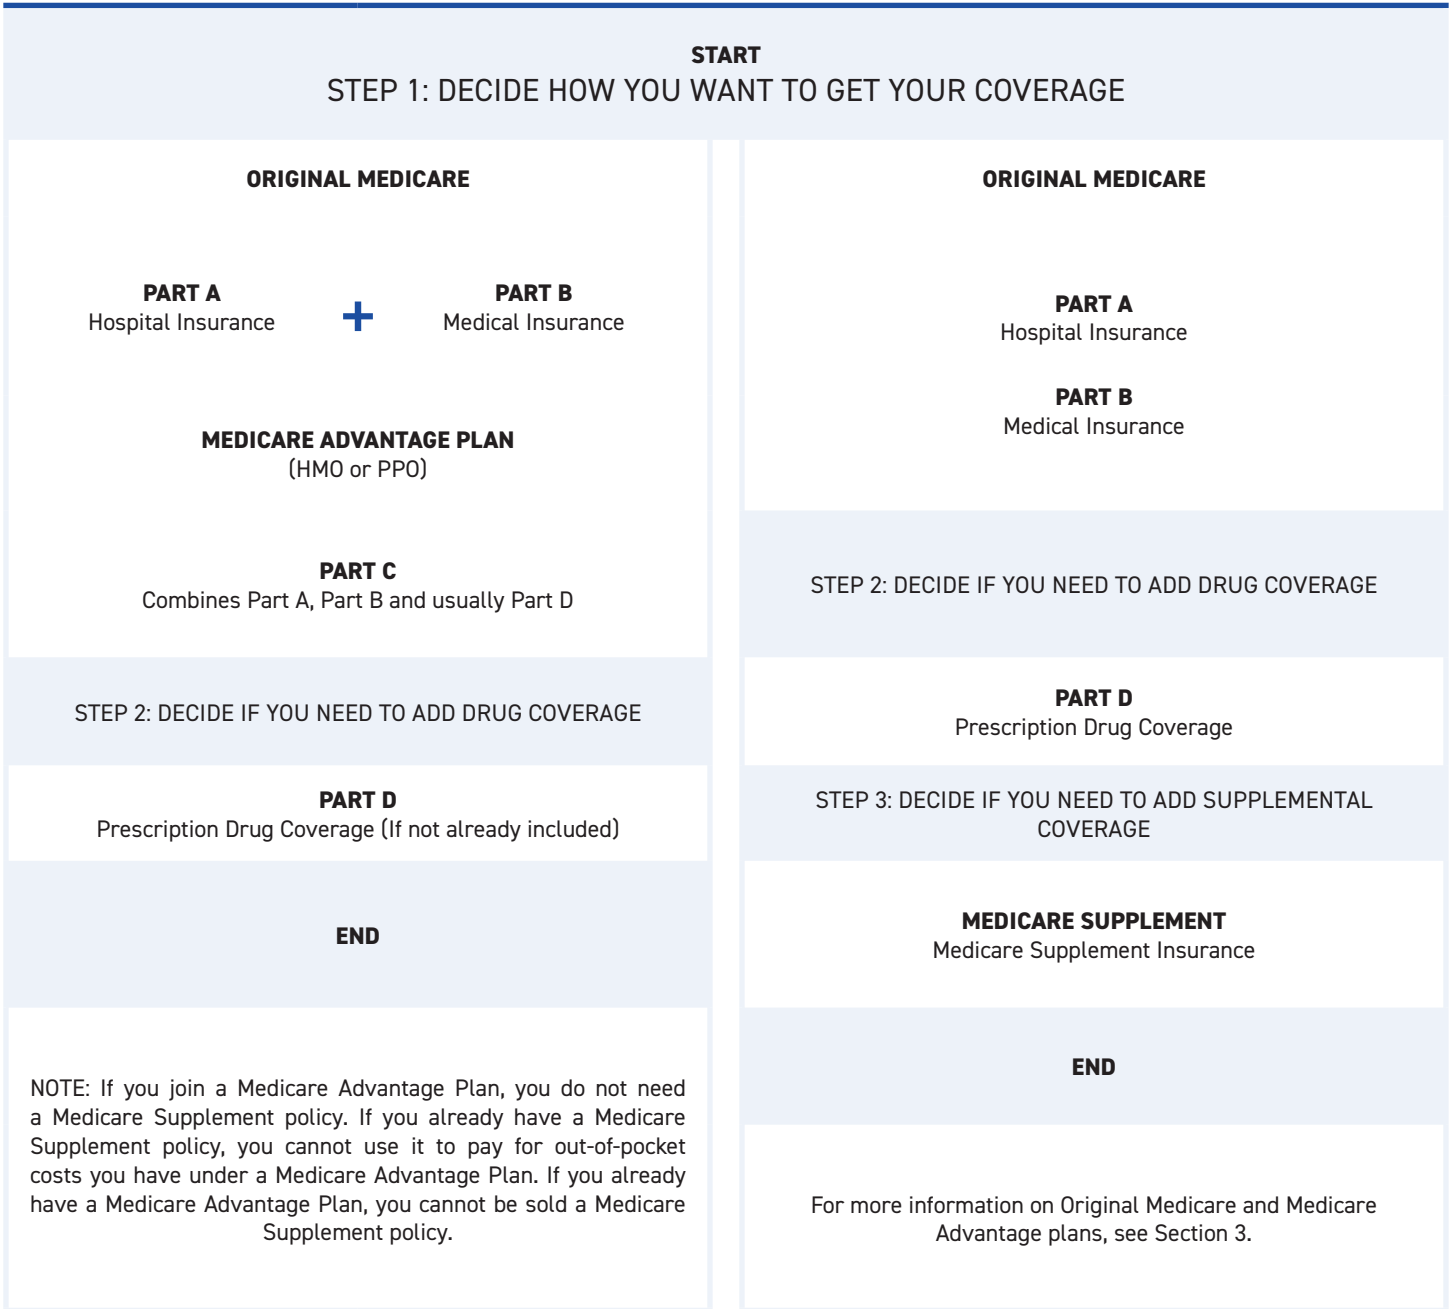 START
STEP 1: DECIDE HOW YOU WANT TO GET YOUR COVERAGE
ORIGINAL MEDICARE
PART A
Hospital Insurance
+
PART B
Medical Insurance
MEDICARE ADVANTAGE PLAN
(HMO or PPO)
PART C
Combines Part A, Part B and usually Part D
STEP 2: DECIDE IF YOU NEED TO ADD DRUG COVERAGE
PART D
Prescription Drug Coverage (If not already included)
END
NOTE: If you join a Medicare Advantage Plan, you do not need
a Medicare Supplement policy. If you already have a Medicare
Supplement policy, you cannot use it to pay for out-of-pocket
costs you have under a Medicare Advantage Plan. If you already
have a Medicare Advantage Plan, you cannot be sold a Medicare
Supplement policy.
ORIGINAL MEDICARE
PART A
Hospital Insurance
PART B
Medical Insurance
STEP 2: DECIDE IF YOU NEED TO ADD DRUG COVERAGE
PART D
Prescription Drug Coverage
STEP 3: DECIDE IF YOU NEED TO ADD SUPPLEMENTAL
COVERAGE
MEDICARE SUPPLEMENT
Medicare Supplement Insurance
END
For more information on Original Medicare and Medicare
Advantage plans, see Section 3.